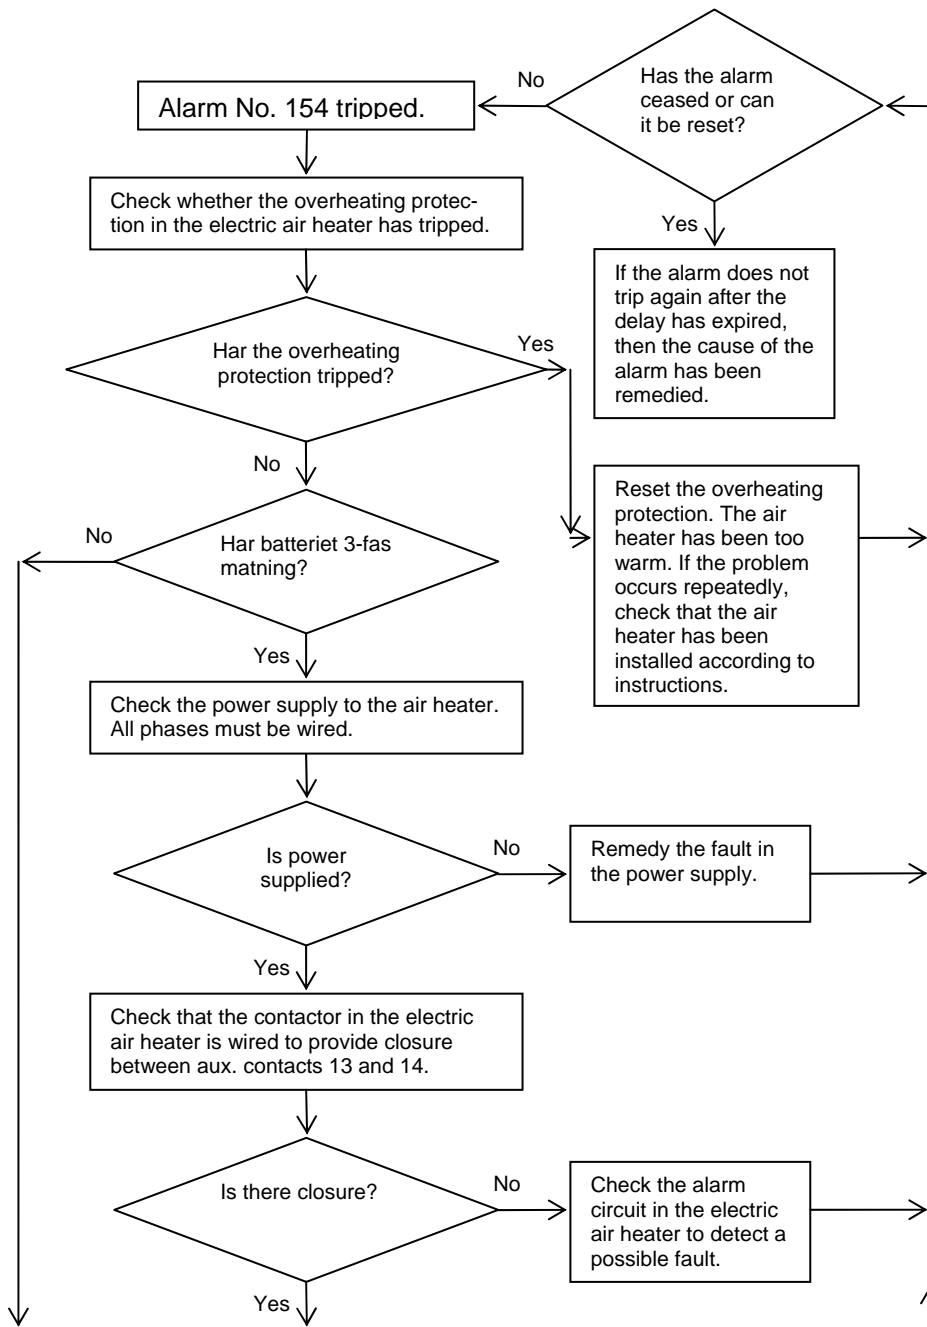 Has the alarm
ceased or can
it be reset?
No
Alarm No. 154 tripped.
Yes
Check whether the overheating protec-
tion in the electric air heater has tripped.
If the alarm does not
trip again after the
delay has expired,
then the cause of the
alarm has been
remedied.
Har the overheating
protection tripped?
Yes
No
Reset the overheating
protection. The air
heater has been too
warm. If the problem
occurs repeatedly,
check that the air
heater has been
installed according to
instructions.
Har batteriet 3-fas
matning?
No
Yes
Check the power supply to the air heater.
All phases must be wired.
Is power
supplied?
No
Remedy the fault in
the power supply.
Yes
Check that the contactor in the electric
air heater is wired to provide closure
between aux. contacts 13 and 14.
Is there closure?
No
Check the alarm
circuit in the electric
air heater to detect a
possible fault.
Yes